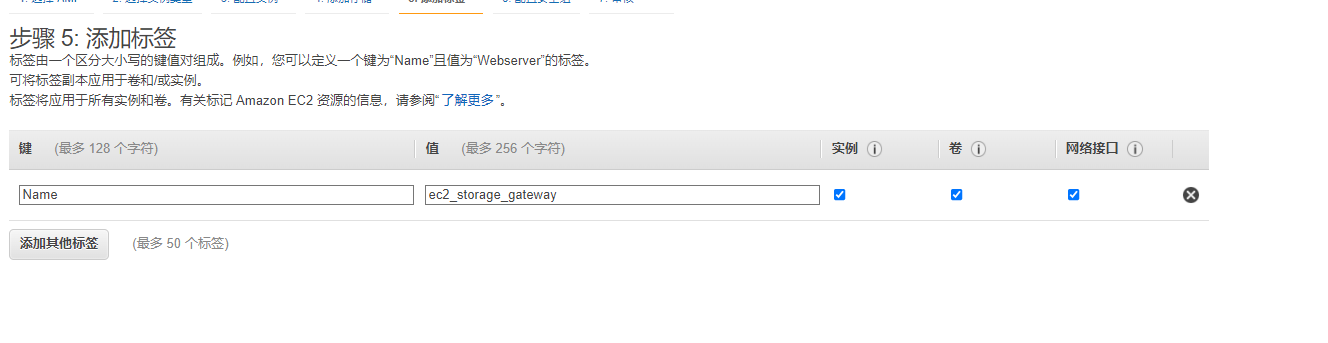 步骤 5: 添加标签
标签由一个区分大小写的键值对组成。例如，您可以定义一个键为“Name”且值为“Webserver”的标签。
可将标签副本应用于卷和/或实例。
标签将应用于所有实例和卷。有关标记 Amazon EC2 资源的信息，请参阅“了解更多”。
键 (最多 128 个字符) 值 (最多 256 个字符) 实例 卷 网络接口
Name ec2_storage_gateway
添加其他标签 (最多 50 个标签)